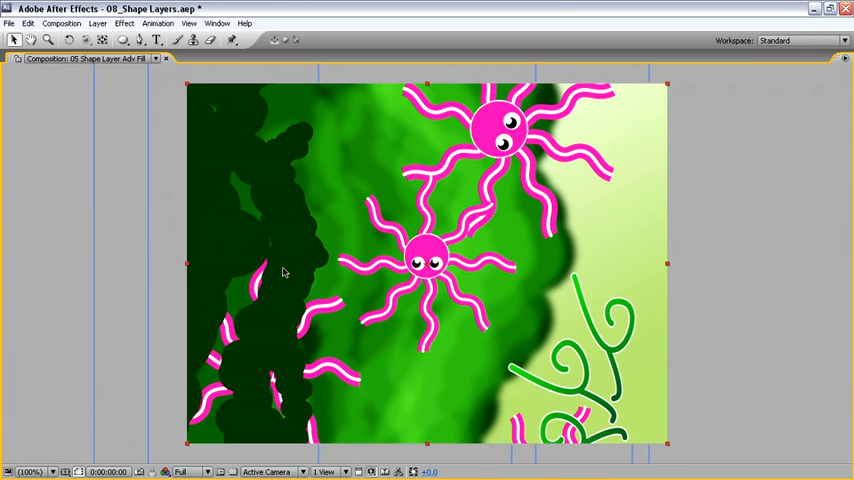 Adobe After Effects - 08_Shape Layers.aep *
File Edit Composition Layer Effect Animation View Window Help
Workspace: Standard
Composition: 05 Shape Layer Adv Fill
(100%) 0:00:00:00 Full Active Camera 1 View +0.0